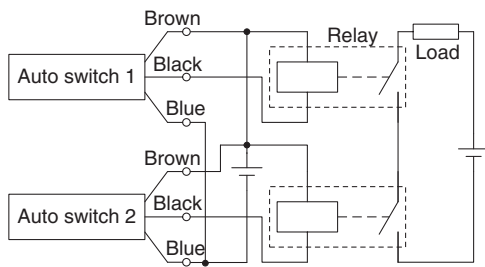 Brown
Relay
Auto switch 1
Black
Load
Blue
Brown
Black
Auto switch 2
Blue